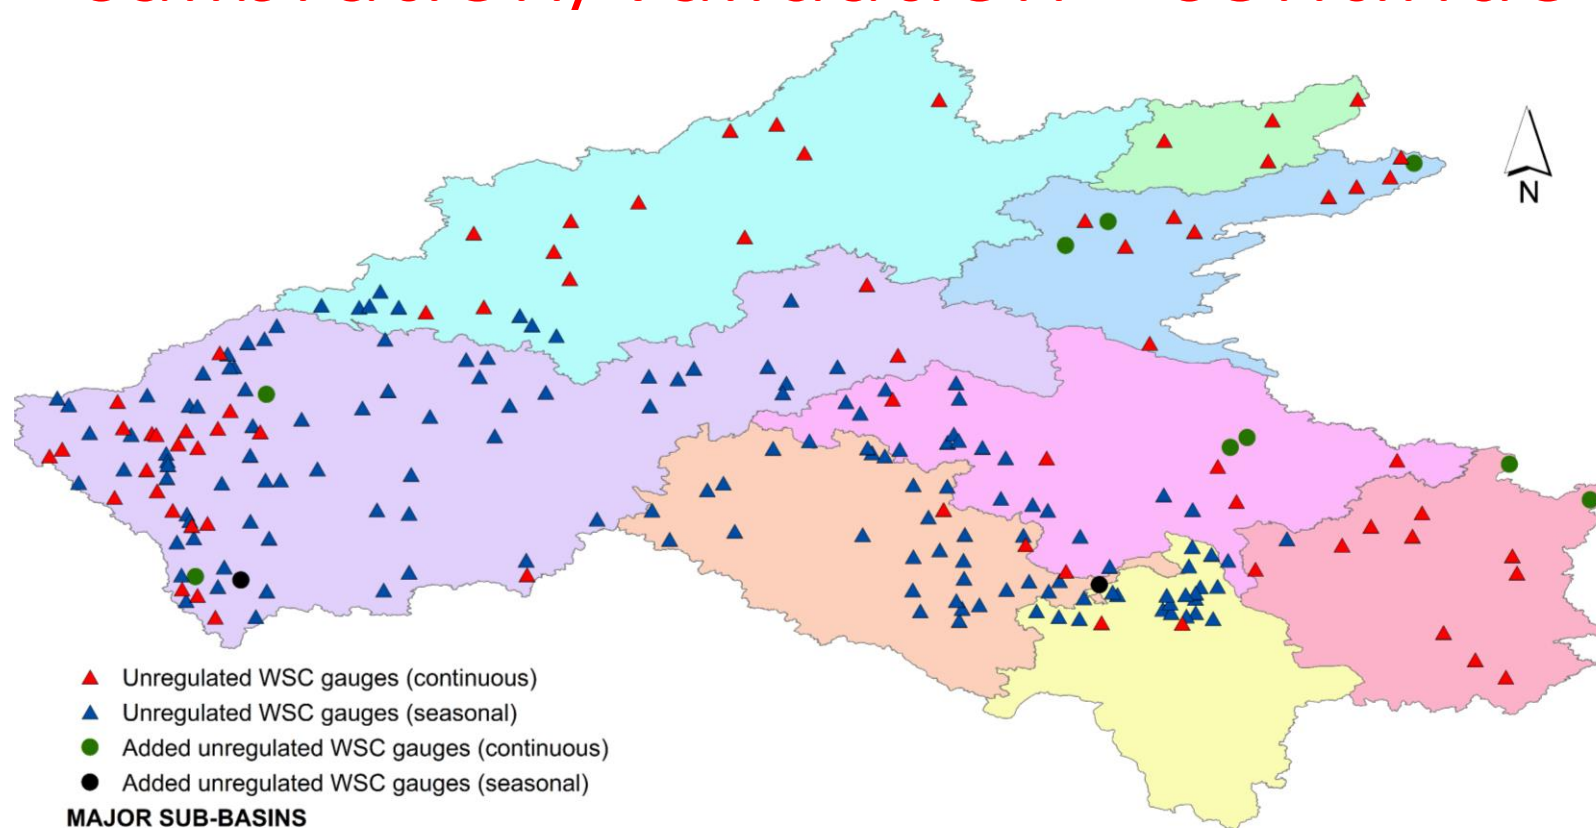 N
Unregulated WSC gauges (continuous)
Unregulated WSC gauges (seasonal)
Added unregulated WSC gauges (continuous)
Added unregulated WSC gauges (seasonal)
MAJOR SUB-BASINS